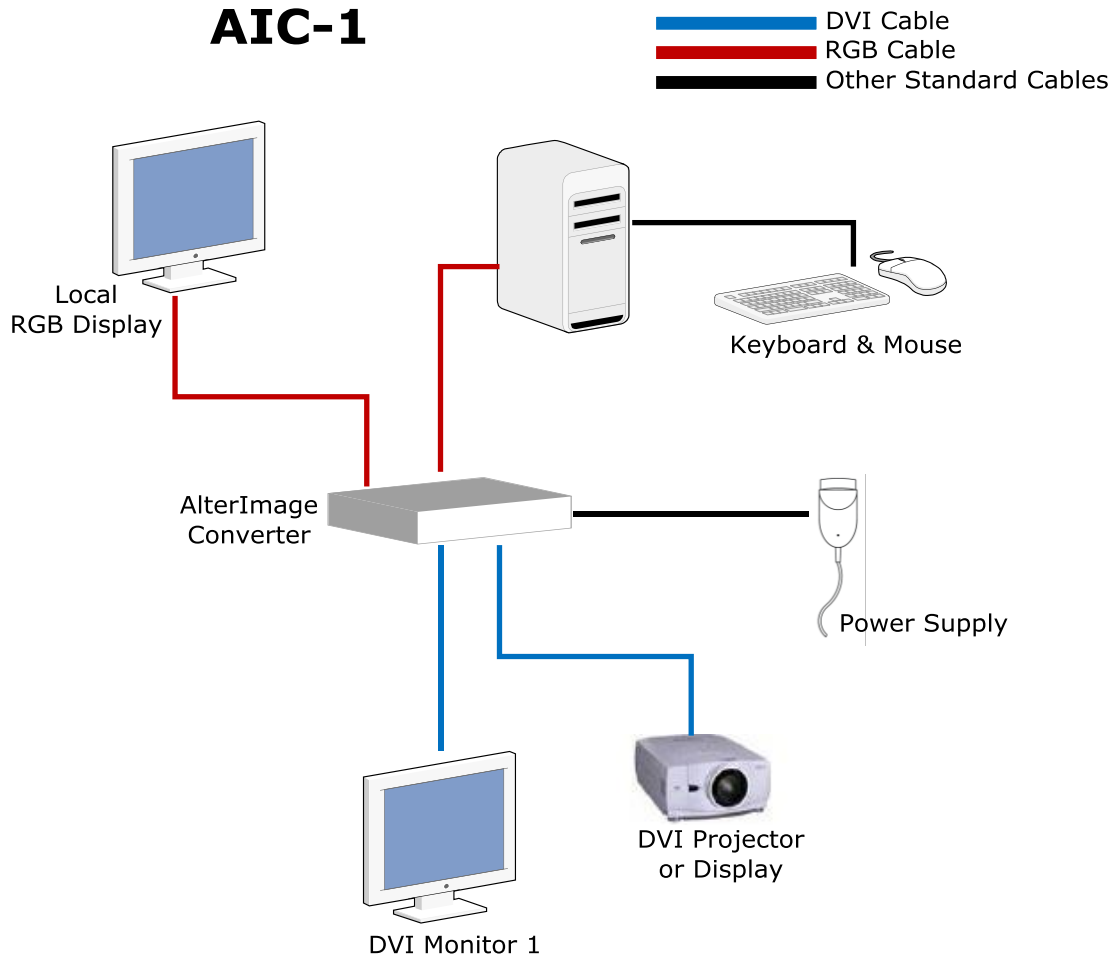 AIC-1
DVI Cable
RGB Cable
Other Standard Cables
Local
RGB Display
Keyboard & Mouse
AlterImage
Converter
Power Supply
DVI Projector
or Display
DVI Monitor 1